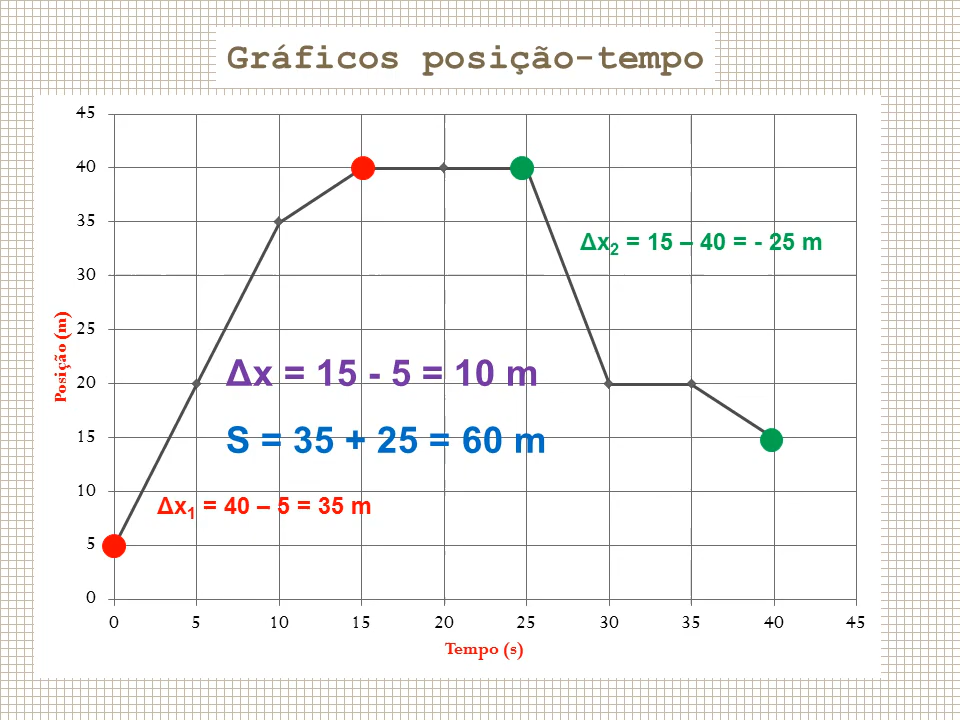 Gráficos posição-tempo
45
40
35
Δx₂ = 15 – 40 = - 25 m
30
25
Posição (m)
Δx = 15 - 5 = 10 m
20
S = 35 + 25 = 60 m
15
10
Δx₁ = 40 – 5 = 35 m
5
0
0 5 10 15 20 25 30 35 40 45
Tempo (s)